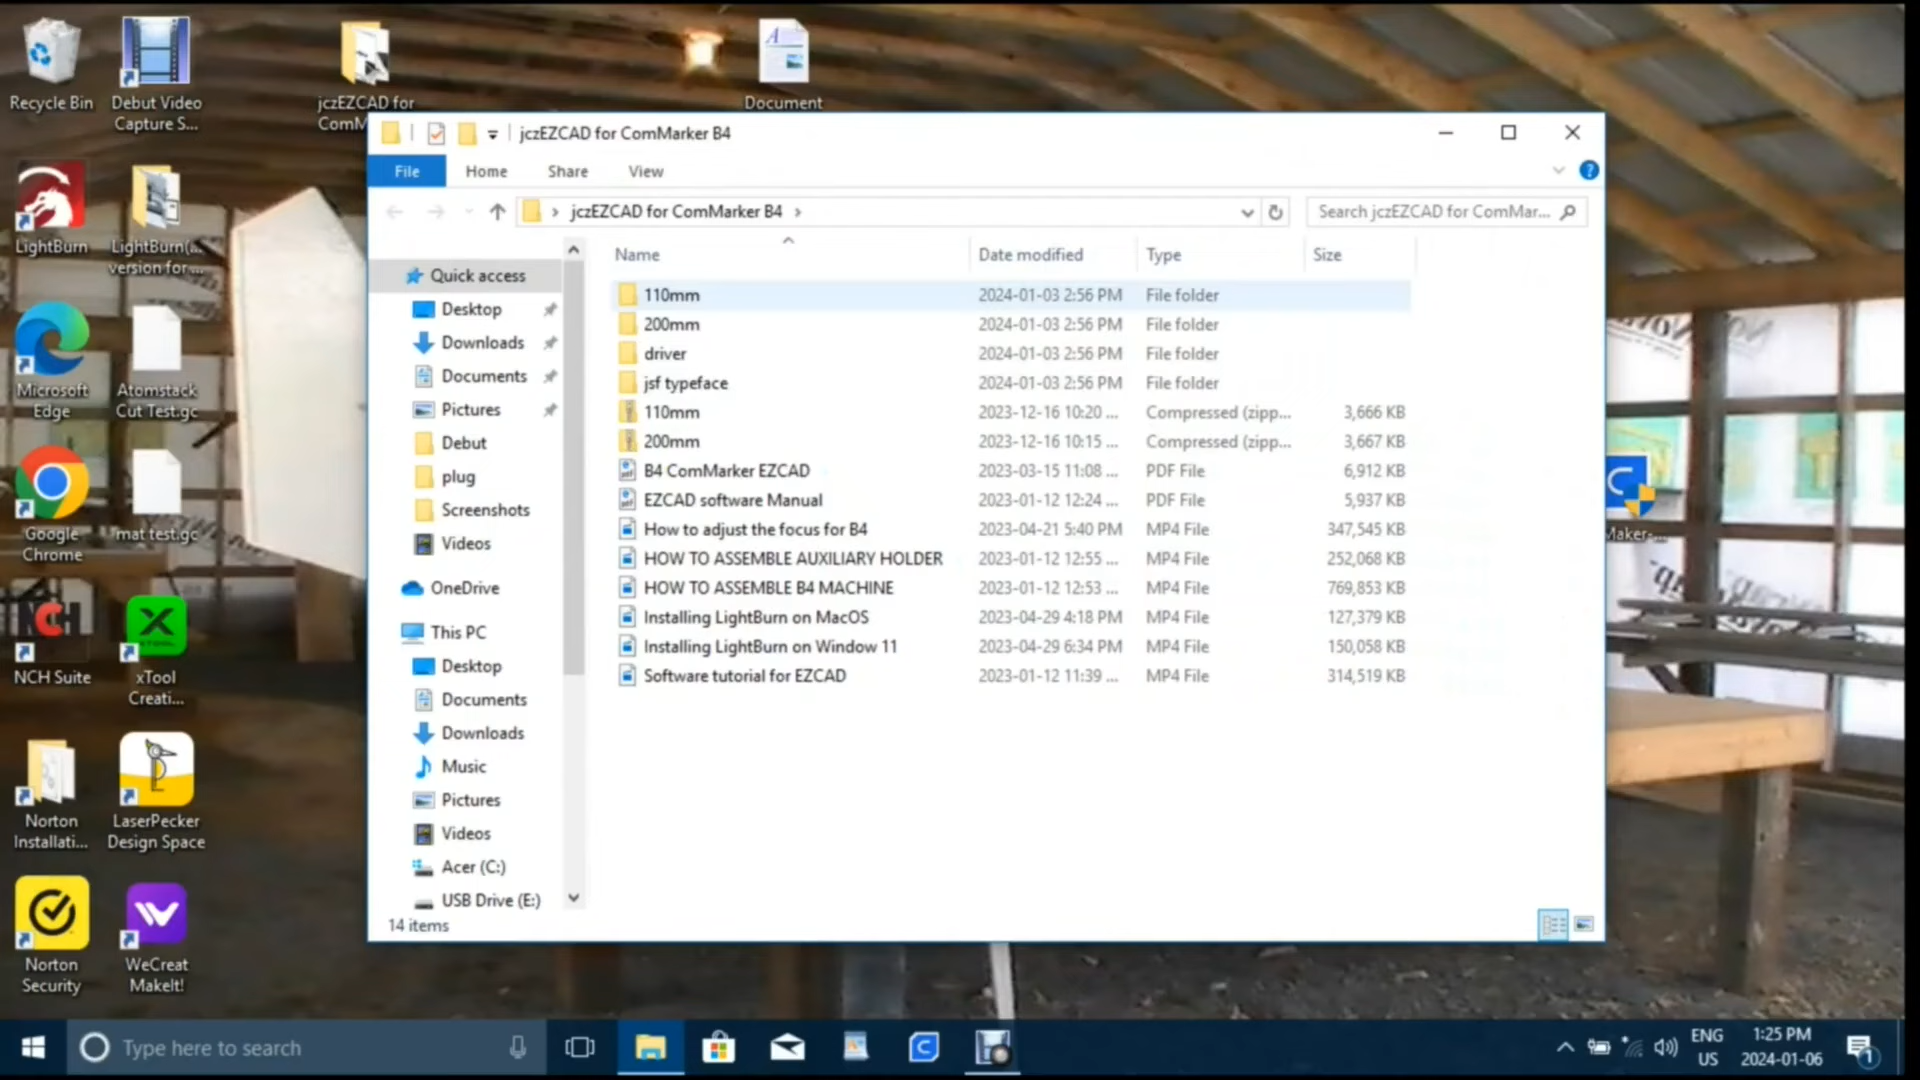 Recycle Bin
Debut Video
Capture S...
jczEZCAD for
ComM
Document
LightBurn
LightBurn(...
version for ...
Microsoft
Edge
Atomstack
Cut Test.gc
Google
Chrome
mat test.gc
NCH
NCH Suite
xTool
Creati...
Norton
Installati...
LaserPecker
Design Space
Norton
Security
WeCreat
MakeIt!
Maker-...
jczEZCAD for ComMarker B4
File
Home
Share
View
jczEZCAD for ComMarker B4
Search jczEZCAD for ComMar...
Quick access
Desktop
Downloads
Documents
Pictures
Debut
plug
Screenshots
Videos
OneDrive
This PC
Desktop
Documents
Downloads
Music
Pictures
Videos
Acer (C:)
USB Drive (E:)
Name Date modified Type Size
110mm 2024-01-03 2:56 PM File folder
200mm 2024-01-03 2:56 PM File folder
driver 2024-01-03 2:56 PM File folder
jsf typeface 2024-01-03 2:56 PM File folder
110mm 2023-12-16 10:20 ... Compressed (zipp... 3,666 KB
200mm 2023-12-16 10:15 ... Compressed (zipp... 3,667 KB
B4 ComMarker EZCAD 2023-03-15 11:08 ... PDF File 6,912 KB
EZCAD software Manual 2023-01-12 12:24 ... PDF File 5,937 KB
How to adjust the focus for B4 2023-04-21 5:40 PM MP4 File 347,545 KB
HOW TO ASSEMBLE AUXILIARY HOLDER 2023-01-12 12:55 ... MP4 File 252,068 KB
HOW TO ASSEMBLE B4 MACHINE 2023-01-12 12:53 ... MP4 File 769,853 KB
Installing LightBurn on MacOS 2023-04-29 4:18 PM MP4 File 127,379 KB
Installing LightBurn on Window 11 2023-04-29 6:34 PM MP4 File 150,058 KB
Software tutorial for EZCAD 2023-01-12 11:39 ... MP4 File 314,519 KB
14 items
Type here to search
ENG
US
1:25 PM
2024-01-06
1